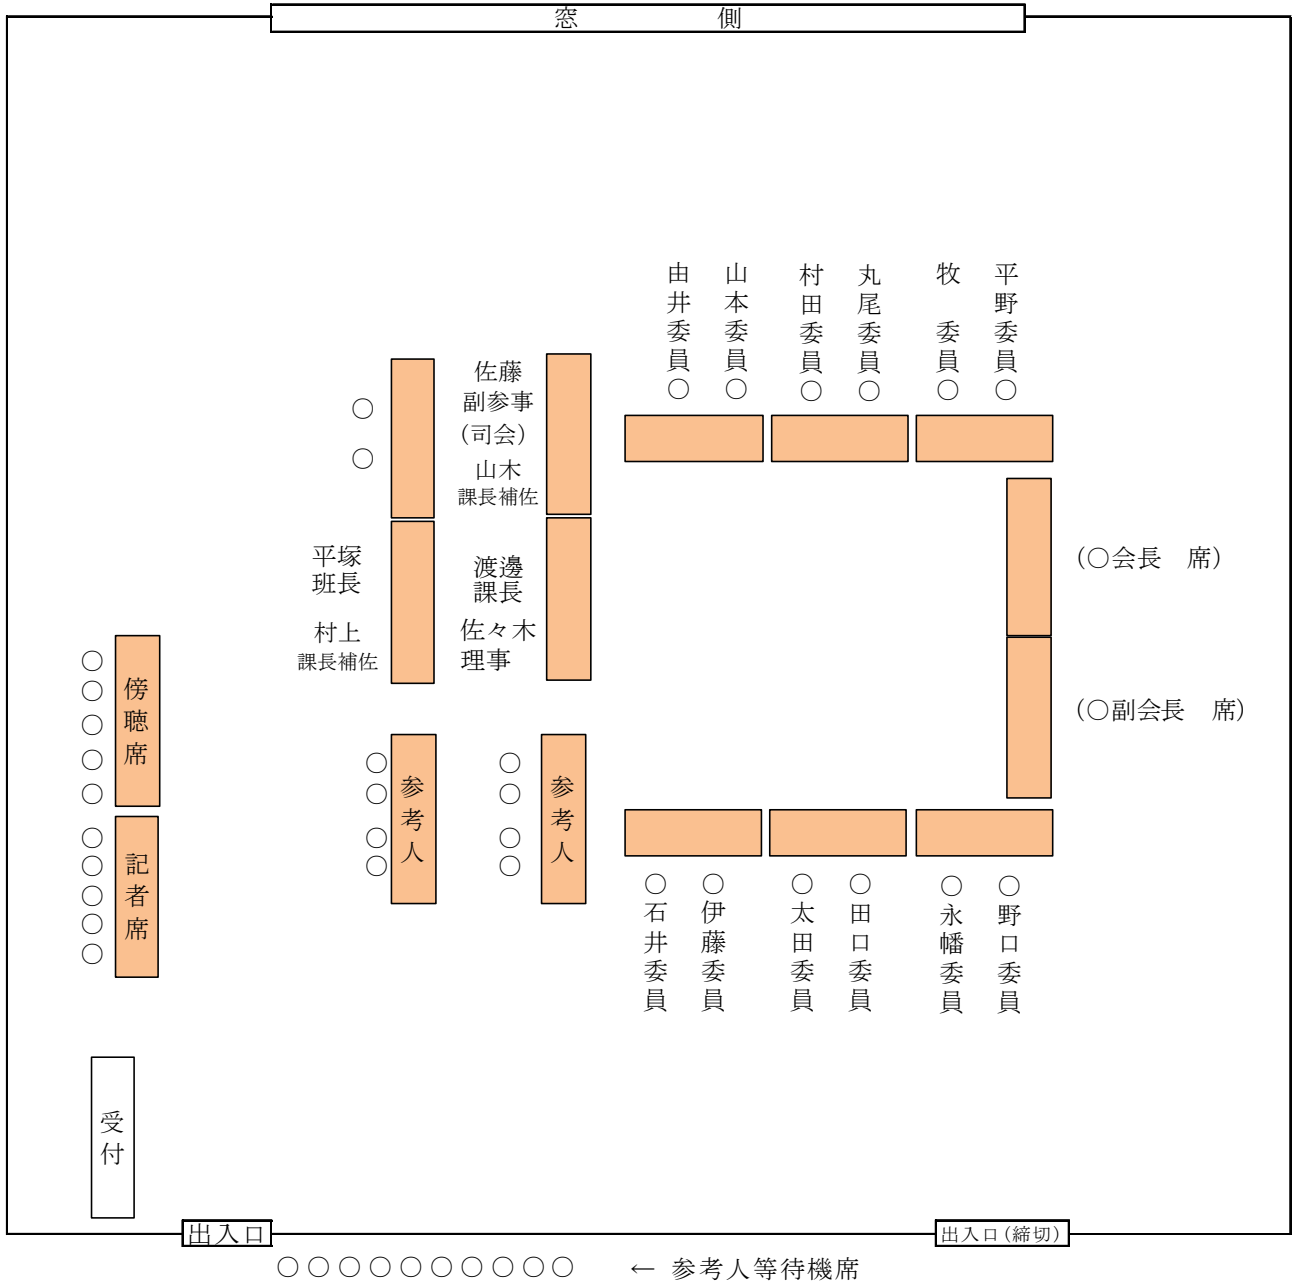 窓　側
由井委員○
山本委員○
村田委員○
丸尾委員○
牧　委員○
平野委員○
佐藤
副参事
(司会)
山木
課長補佐
○
○
平塚
班長
村上
課長補佐
渡邊
課長
佐々木
理事
(○会長　席)
(○副会長　席)
○○○○○
傍聴席
○○○○○
記者席
○○○○
参考人
○○○○
参考人
○石井委員
○伊藤委員
○太田委員
○田口委員
○永幡委員
○野口委員
受付
出入口
出入口(締切)
○○○○○○○○○○　← 参考人等待機席